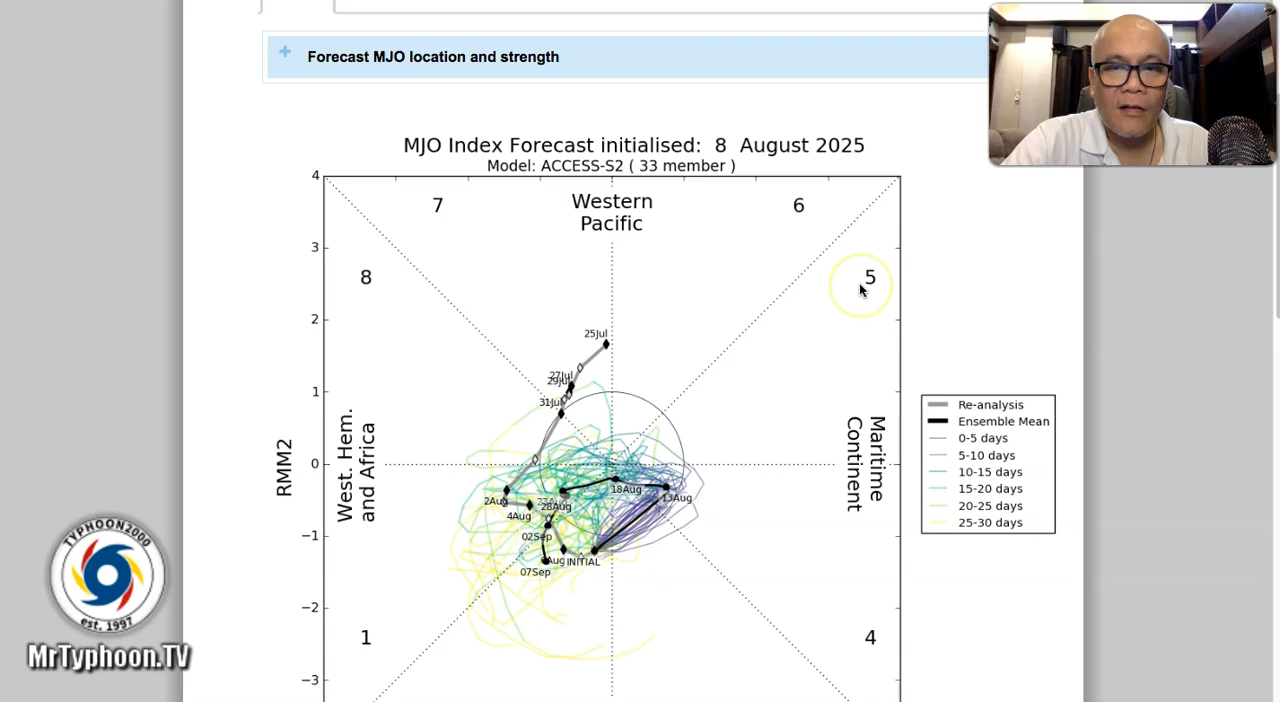 Forecast MJO location and strength
MJO Index Forecast initialised: 8 August 2025
Model: ACCESS-S2 ( 33 member )
4
3
2
1
0
−1
−2
−3
RMM2
7
Western
Pacific
6
8
5
25Jul
27Jul
29Jul
31Jul
West. Hem.
and Africa
Maritime
Continent
2Aug
4Aug
18Aug
13Aug
28Aug
02Sep
Aug
INITIAL
07Sep
1
4
Re-analysis
Ensemble Mean
0-5 days
5-10 days
10-15 days
15-20 days
20-25 days
25-30 days
TYPHOON2000
est. 1997
MrTyphoon.TV